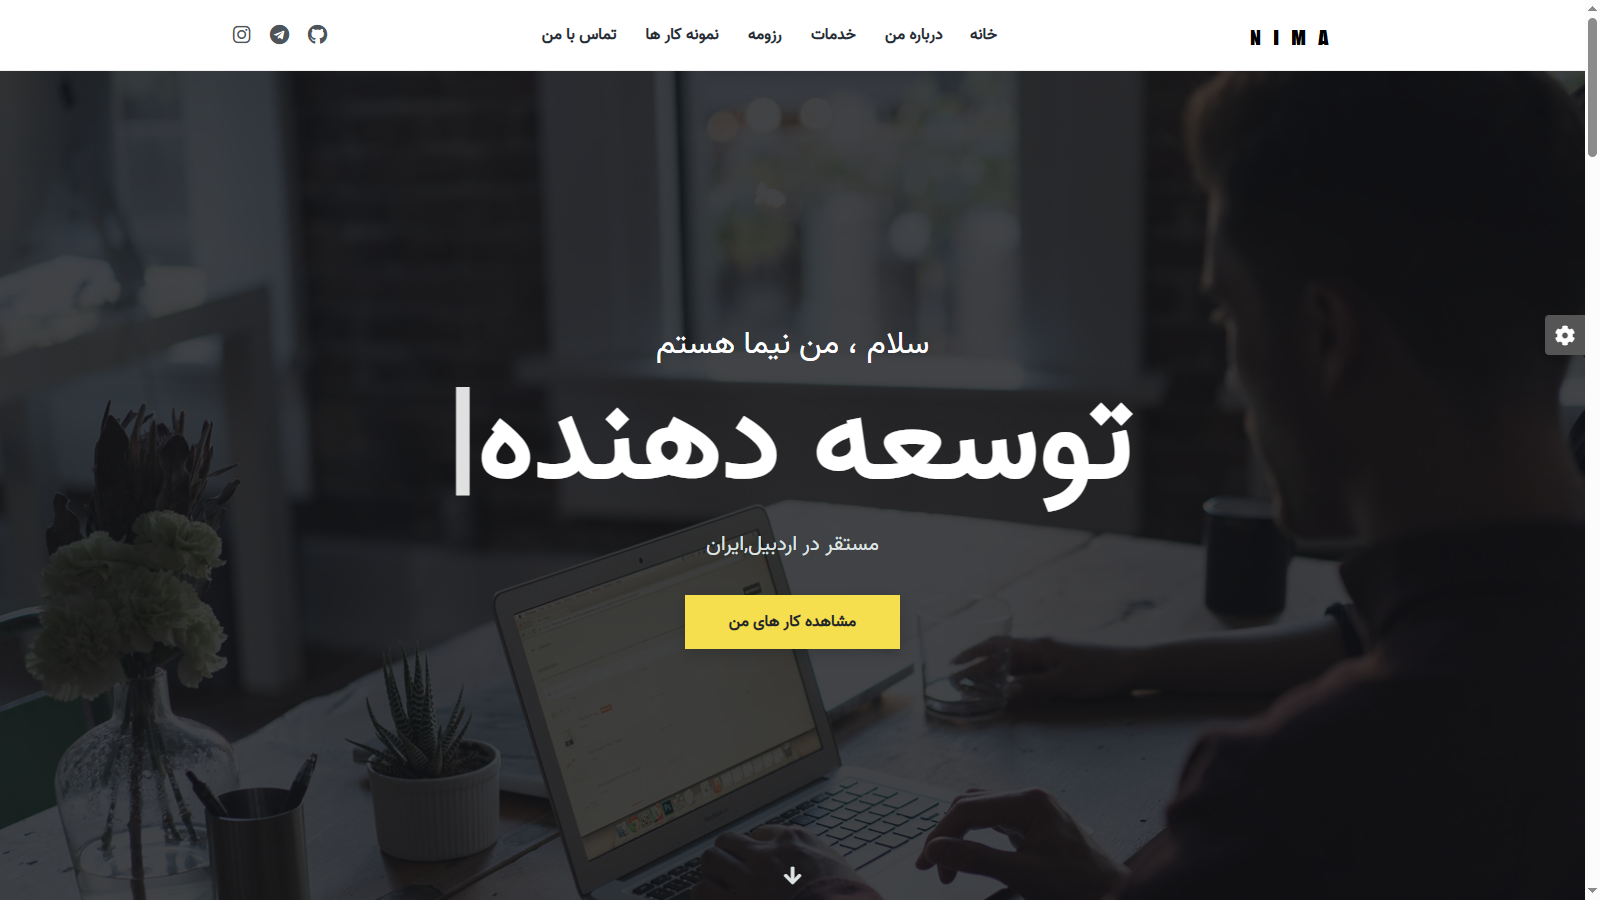 NIMA
خانه
درباره من
خدمات
رزومه
نمونه کار ها
تماس با من
سلام ، من نیما هستم
توسعه دهنده|
مستقر در اردبیل,ایران
مشاهده کار های من